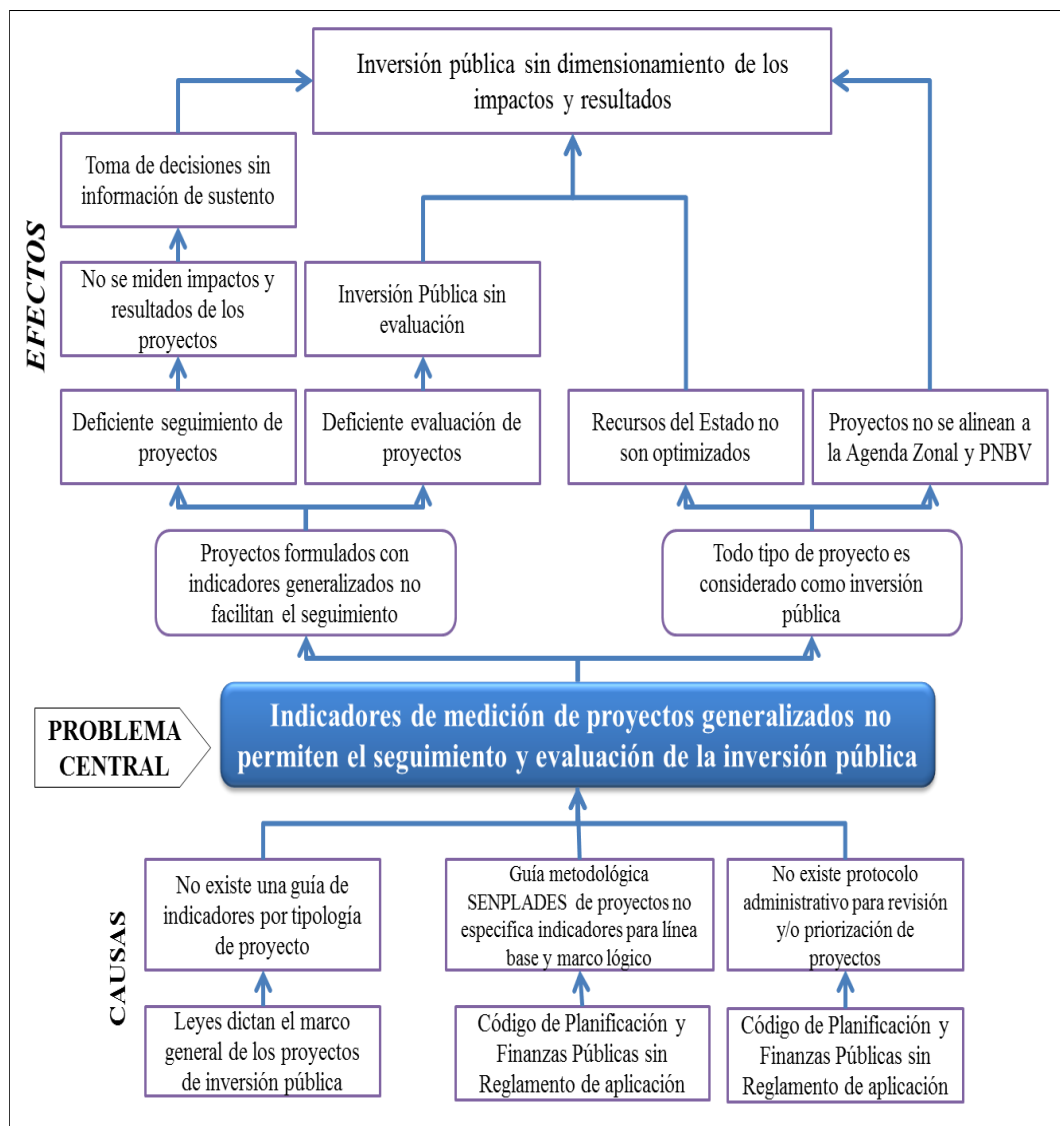 Inversión pública sin dimensionamiento de los
impactos y resultados
Toma de decisiones sin
información de sustento
EFECTOS
No se miden impactos y
resultados de los
proyectos
Inversión Pública sin
evaluación
Deficiente seguimiento de
proyectos
Deficiente evaluación de
proyectos
Recursos del Estado no
son optimizados
Proyectos no se alinean a
la Agenda Zonal y PNBV
Proyectos formulados con
indicadores generalizados no
facilitan el seguimiento
Todo tipo de proyecto es
considerado como inversión
pública
PROBLEMA
CENTRAL
Indicadores de medición de proyectos generalizados no
permiten el seguimiento y evaluación de la inversión pública
CAUSAS
No existe una guía de
indicadores por tipología
de proyecto
Guía metodológica
SENPLADES de proyectos no
especifica indicadores para línea
base y marco lógico
No existe protocolo
administrativo para revisión
y/o priorización de
proyectos
Leyes dictan el marco
general de los proyectos
de inversión pública
Código de Planificación y
Finanzas Públicas sin
Reglamento de aplicación
Código de Planificación y
Finanzas Públicas sin
Reglamento de aplicación